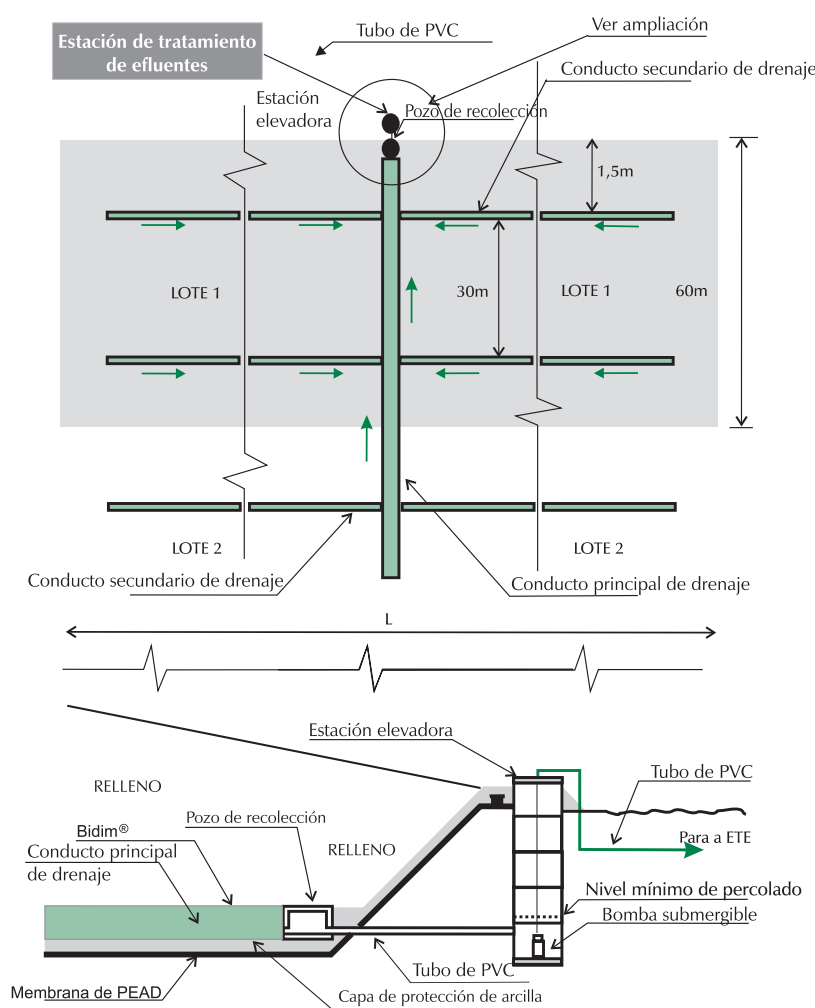 Estación de tratamiento
de efluentes
Tubo de PVC
Ver ampliación
Conducto secundario de drenaje
Estación
elevadora
Pozo de recolección
1,5m
LOTE 1
30m
LOTE 1
60m
LOTE 2
LOTE 2
Conducto secundario de drenaje
Conducto principal de drenaje
L
Estación elevadora
Tubo de PVC
RELLENO
Pozo de recolección
Bidim®
Conducto principal
de drenaje
RELLENO
Para a ETE
Nivel mínimo de percolado
Bomba submergible
Tubo de PVC
Membrana de PEAD
Capa de protección de arcilla